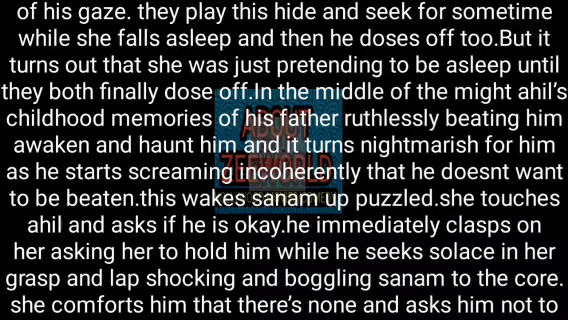 of his gaze. they play this hide and seek for sometime
while she falls asleep and then he doses off too.But it
turns out that she was just pretending to be asleep until
they both finally dose off.In the middle of the might ahil’s
childhood memories of his father ruthlessly beating him
awaken and haunt him and it turns nightmarish for him
as he starts screaming incoherently that he doesnt want
to be beaten.this wakes sanam up puzzled.she touches
ahil and asks if he is okay.he immediately clasps on
her asking her to hold him while he seeks solace in her
grasp and lap shocking and boggling sanam to the core.
she comforts him that there’s none and asks him not to
ABOUT
ZEEWORLD